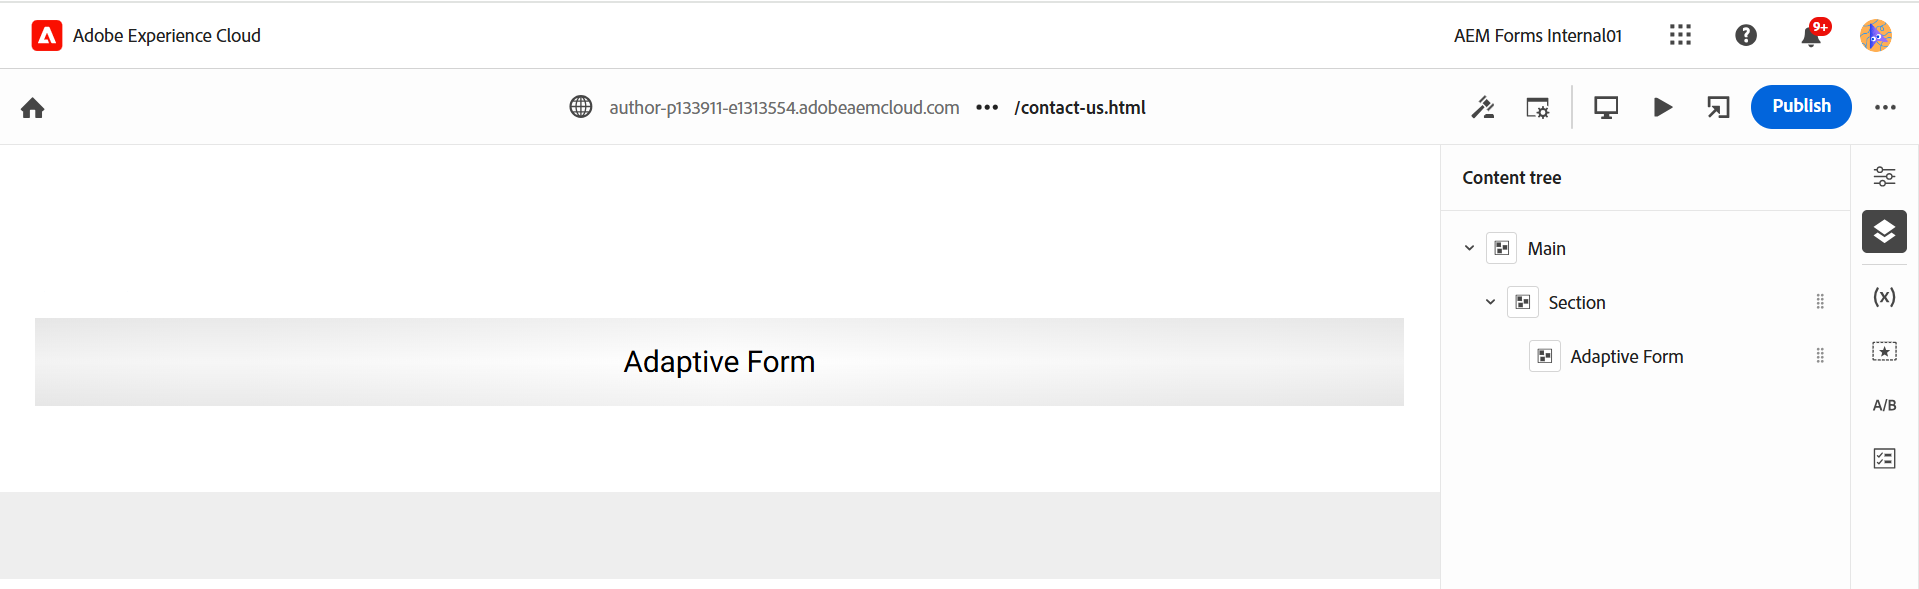 Adobe Experience Cloud
AEM Forms Internal01
9+
author-p133911-e1313554.adobeaemcloud.com ••• /contact-us.html
Publish
Content tree
Main
Section
Adaptive Form
Adaptive Form
(x)
A/B